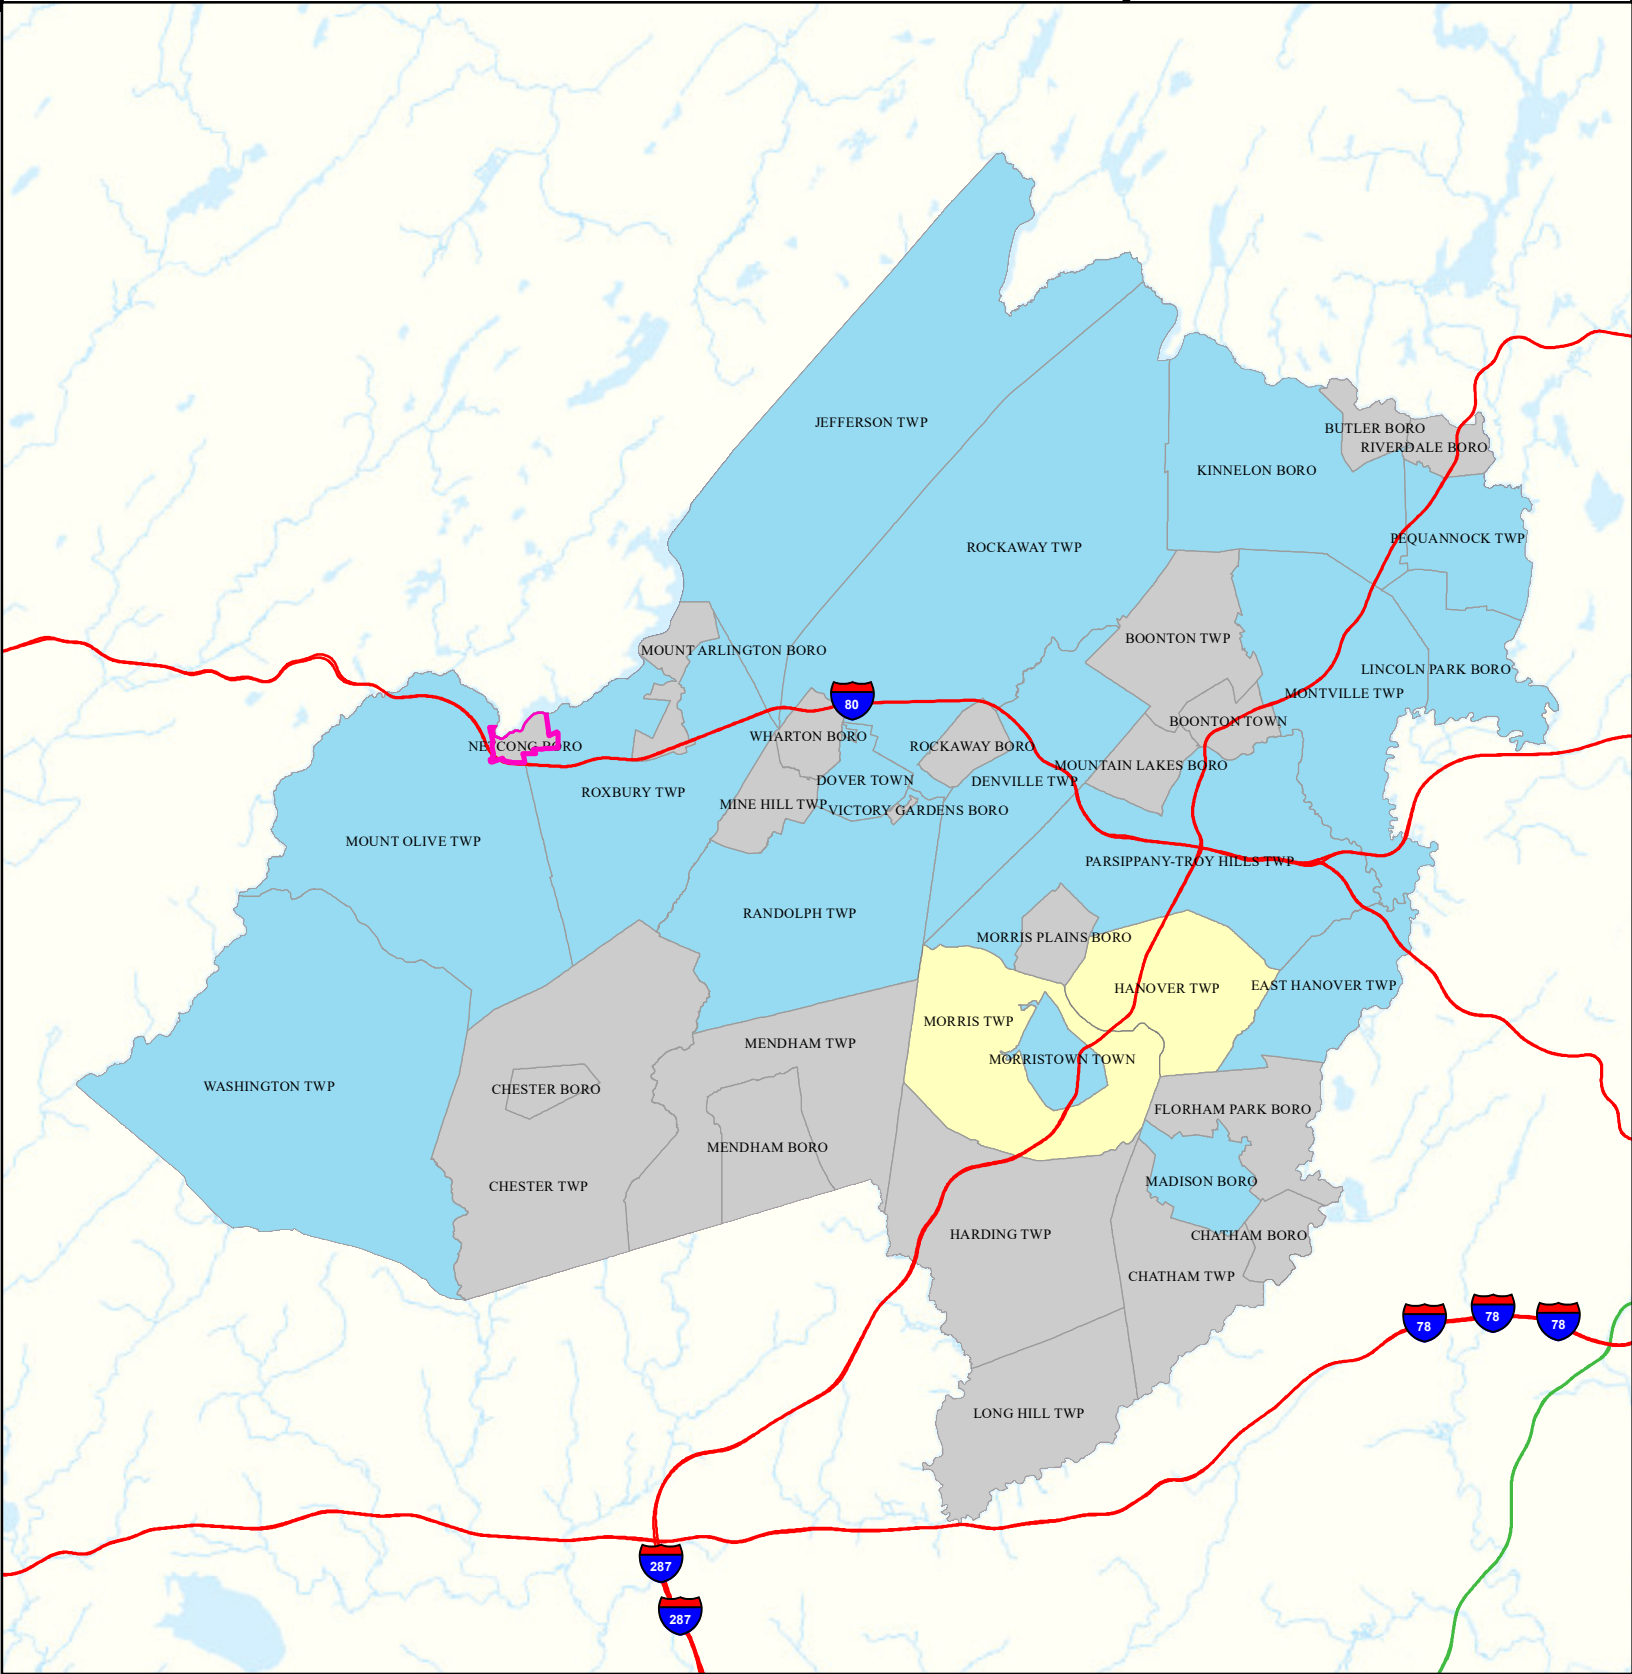 JEFFERSON TWP
BUTLER BORO
RIVERDALE BORO
KINNELON BORO
PEQUANNOCK TWP
ROCKAWAY TWP
BOONTON TWP
MOUNT ARLINGTON BORO
LINCOLN PARK BORO
MONTVILLE TWP
80
BOONTON TOWN
WHARTON BORO
NETCONG BORO
ROCKAWAY BORO
MOUNTAIN LAKES BORO
DOVER TOWN
DENVILLE TWP
ROXBURY TWP
MINE HILL TWP
VICTORY GARDENS BORO
MOUNT OLIVE TWP
PARSIPPANY-TROY HILLS TWP
RANDOLPH TWP
MORRIS PLAINS BORO
HANOVER TWP
EAST HANOVER TWP
MORRIS TWP
MENDHAM TWP
MORRISTOWN TOWN
WASHINGTON TWP
CHESTER BORO
FLORHAM PARK BORO
MENDHAM BORO
CHESTER TWP
MADISON BORO
HARDING TWP
CHATHAM BORO
CHATHAM TWP
78
78
78
LONG HILL TWP
287
287